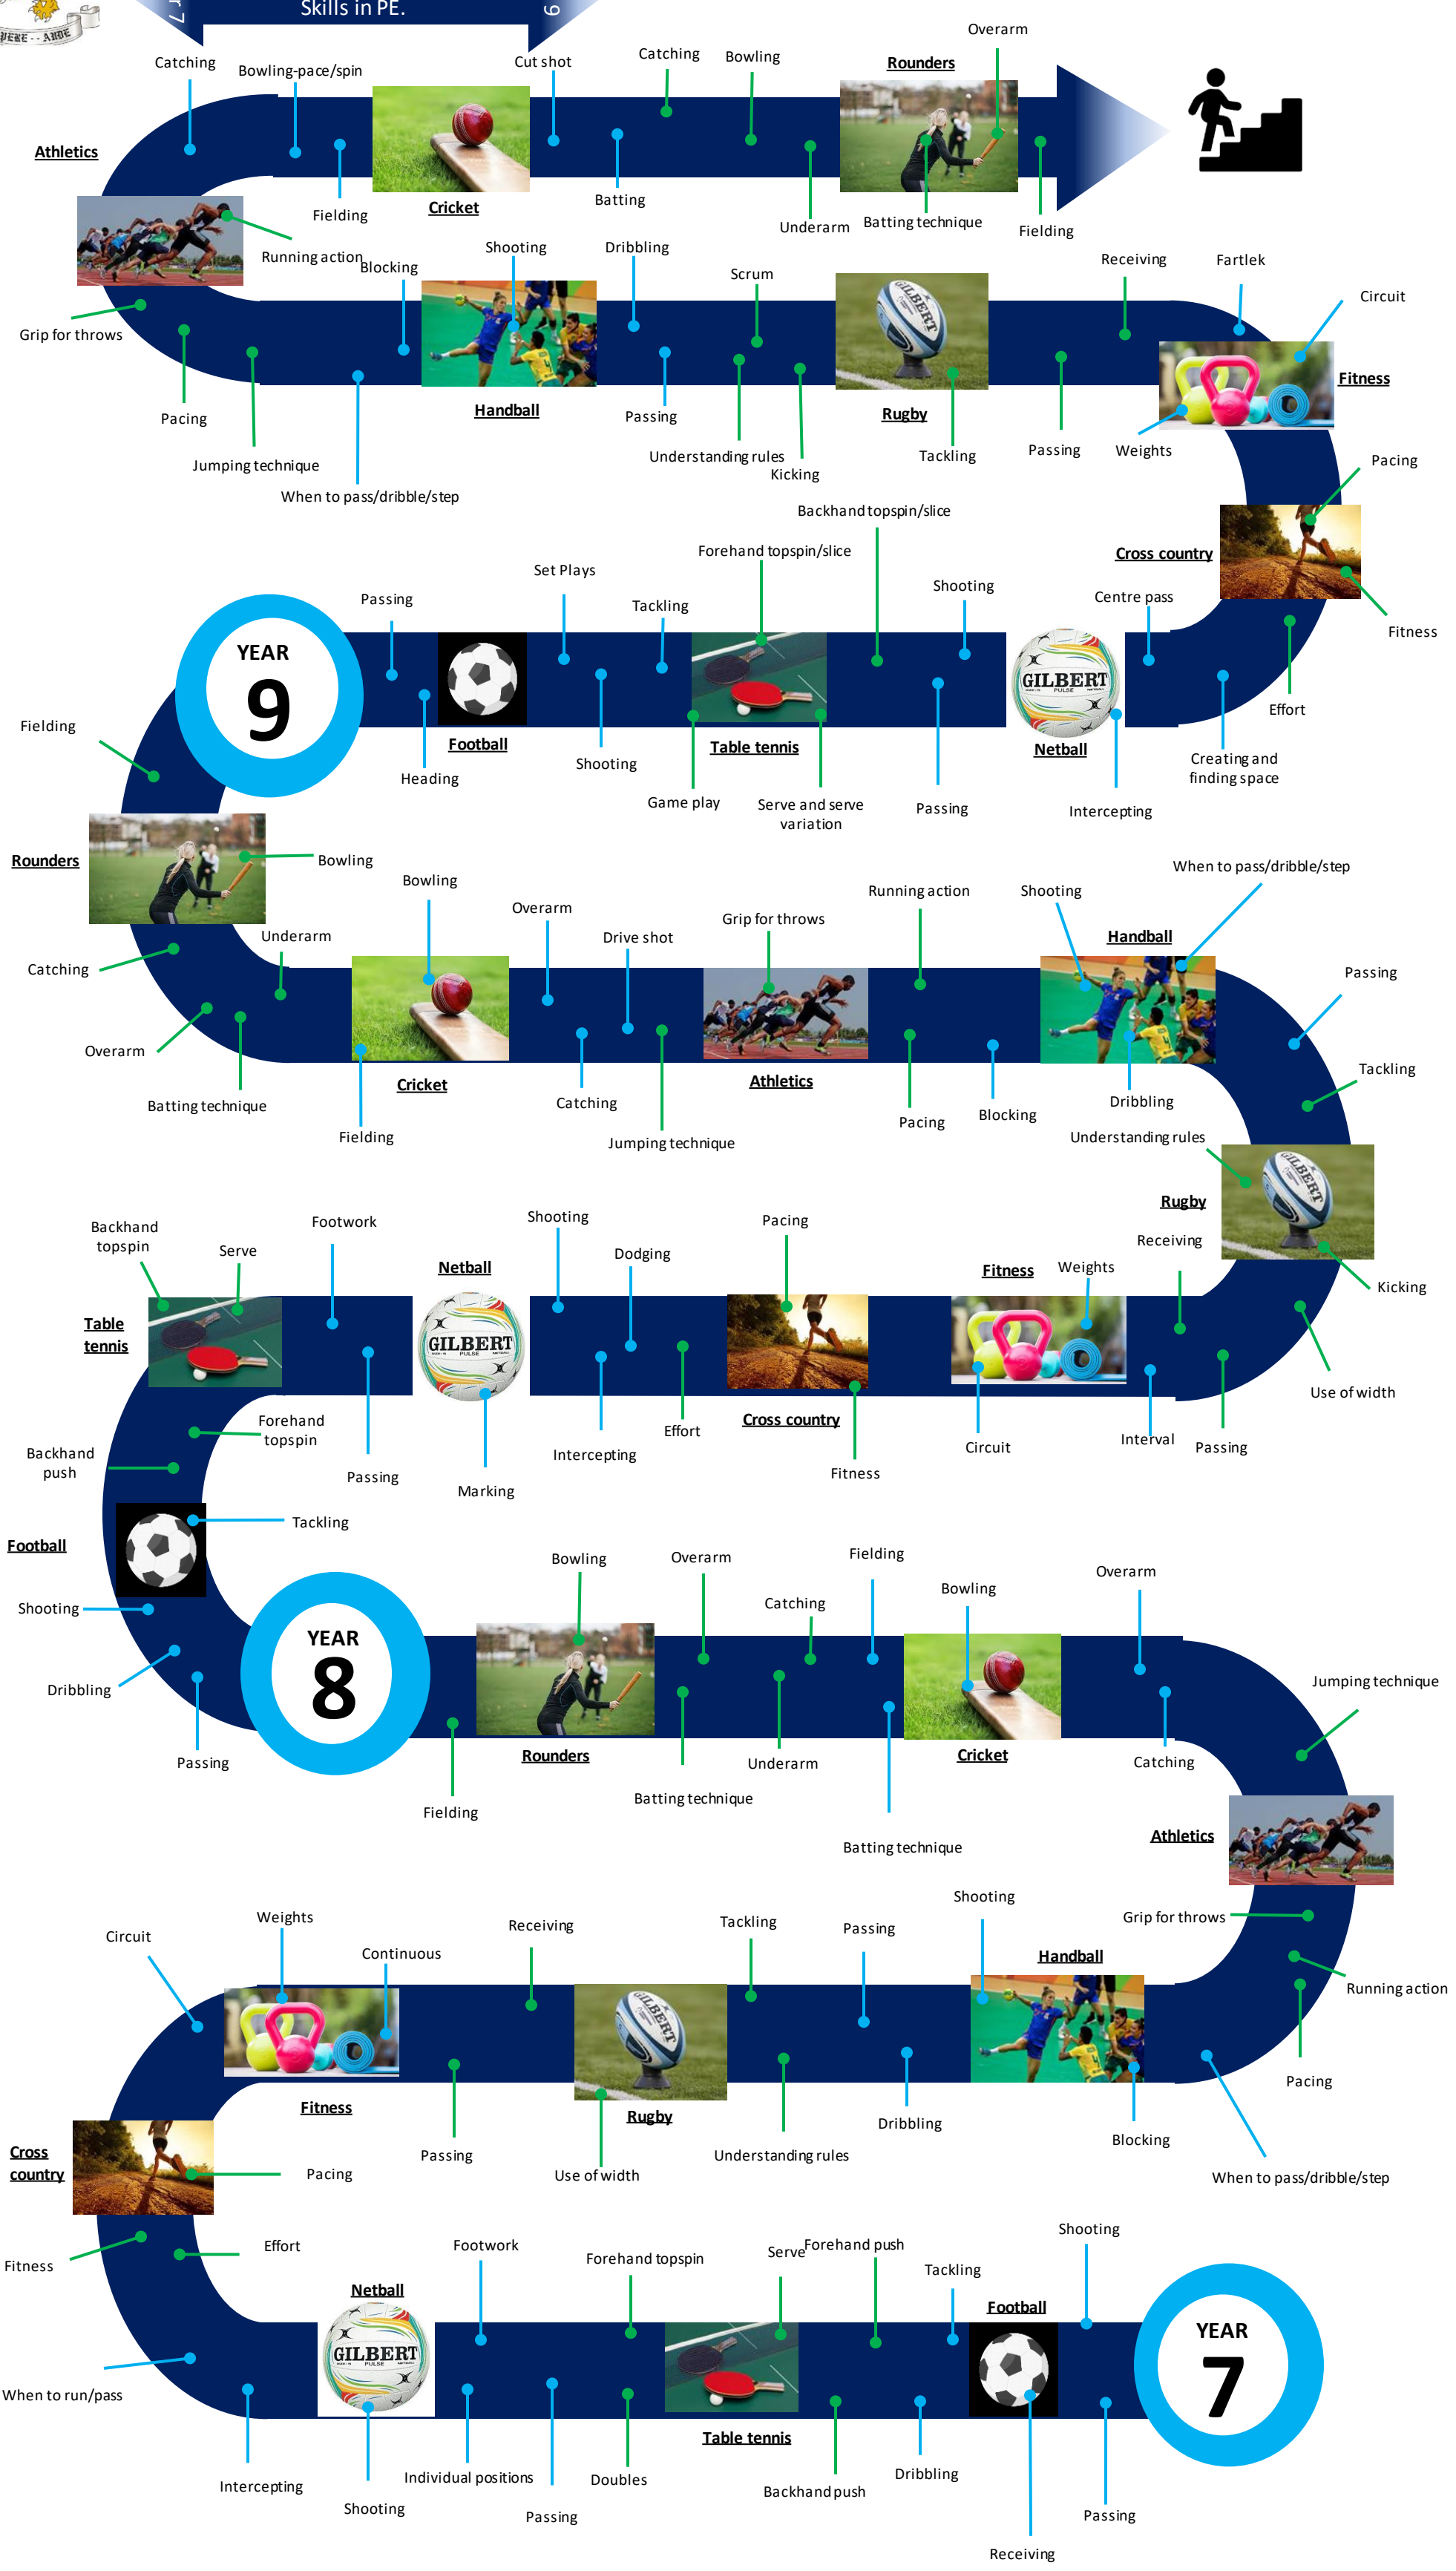 Skills in PE.
r 7
9
Overarm
Catching
Bowling-pace/spin
Cut shot
Catching
Bowling
Rounders
Athletics
Fielding
Cricket
Batting
Underarm
Batting technique
Fielding
Running action
Blocking
Shooting
Dribbling
Scrum
Receiving
Fartlek
Circuit
Grip for throws
GILBERT
Fitness
Pacing
Handball
Passing
Rugby
Jumping technique
Understanding rules
Kicking
Tackling
Passing
Weights
When to pass/dribble/step
Pacing
Backhand topspin/slice
Forehand topspin/slice
Cross country
Set Plays
Passing
Tackling
Shooting
Centre pass
Fitness
YEAR
9
GILBERT
PULSE
Effort
Fielding
Football
Table tennis
Netball
Heading
Shooting
Creating and
finding space
Game play
Serve and serve
variation
Passing
Intercepting
Rounders
Bowling
Bowling
When to pass/dribble/step
Running action
Shooting
Overarm
Grip for throws
Underarm
Drive shot
Handball
Catching
Passing
Overarm
Cricket
Athletics
Tackling
Batting technique
Catching
Dribbling
Pacing
Blocking
Fielding
Jumping technique
Understanding rules
GILBERT
Rugby
Backhand
topspin
Serve
Footwork
Shooting
Pacing
Receiving
Dodging
Netball
Fitness
Weights
Kicking
Table
tennis
GILBERT
PULSE
Use of width
Forehand
topspin
Cross country
Effort
Interval
Backhand
push
Intercepting
Circuit
Passing
Passing
Fitness
Marking
Tackling
Football
Bowling
Overarm
Fielding
Overarm
Bowling
Shooting
Catching
YEAR
8
Dribbling
Jumping technique
Passing
Rounders
Underarm
Cricket
Catching
Batting technique
Fielding
Athletics
Batting technique
Shooting
Weights
Receiving
Tackling
Passing
Grip for throws
Circuit
Continuous
Handball
Running action
GILBERT
Pacing
Fitness
Rugby
Dribbling
Blocking
Cross
country
Passing
Understanding rules
Pacing
Use of width
When to pass/dribble/step
Shooting
Effort
Footwork
Forehand topspin
Serve
Forehand push
Fitness
Tackling
Netball
Football
YEAR
7
GILBERT
PULSE
When to run/pass
Table tennis
Intercepting
Individual positions
Doubles
Dribbling
Backhand push
Shooting
Passing
Passing
Receiving